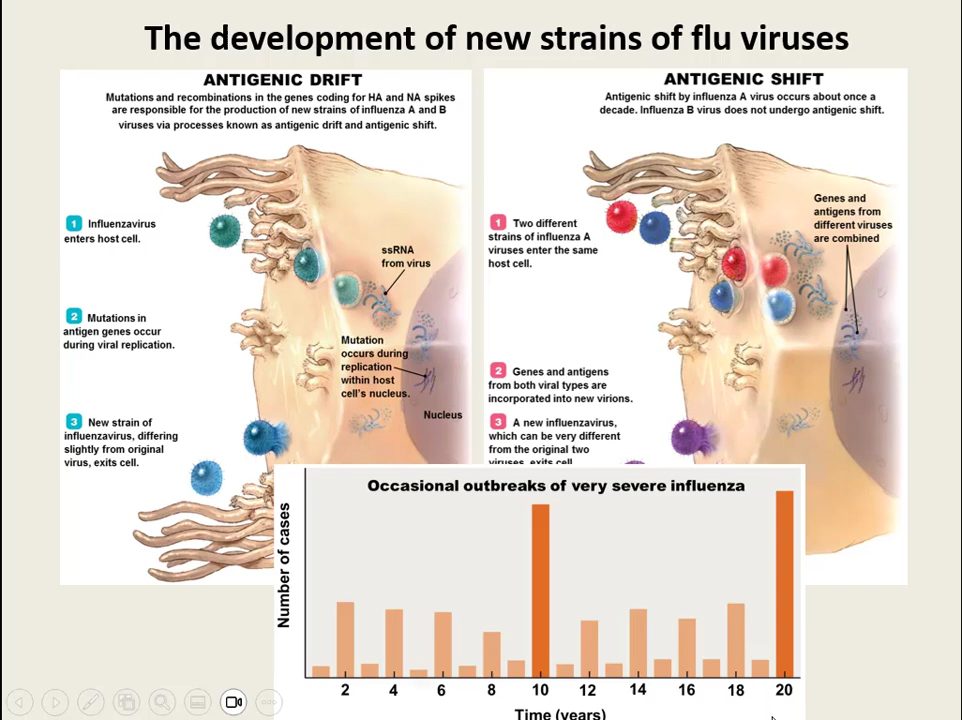 The development of new strains of flu viruses
ANTIGENIC DRIFT
Mutations and recombinations in the genes coding for HA and NA spikes
are responsible for the production of new strains of influenza A and B
viruses via processes known as antigenic drift and antigenic shift.
1 Influenzavirus
enters host cell.
ssRNA
from virus
2 Mutations in
antigen genes occur
during viral replication.
Mutation
occurs during
replication
within host
cell's nucleus.
Nucleus
3 New strain of
influenzavirus, differing
slightly from original
virus, exits cell.
ANTIGENIC SHIFT
Antigenic shift by influenza A virus occurs about once a
decade. Influenza B virus does not undergo antigenic shift.
Genes and
antigens from
different viruses
are combined
1 Two different
strains of influenza A
viruses enter the same
host cell.
2 Genes and antigens
from both viral types are
incorporated into new virions.
3 A new influenzavirus,
which can be very different
from the original two
viruses, exits cell
Occasional outbreaks of very severe influenza
Number of cases
2 4 6 8 10 12 14 16 18 20
Time (years)